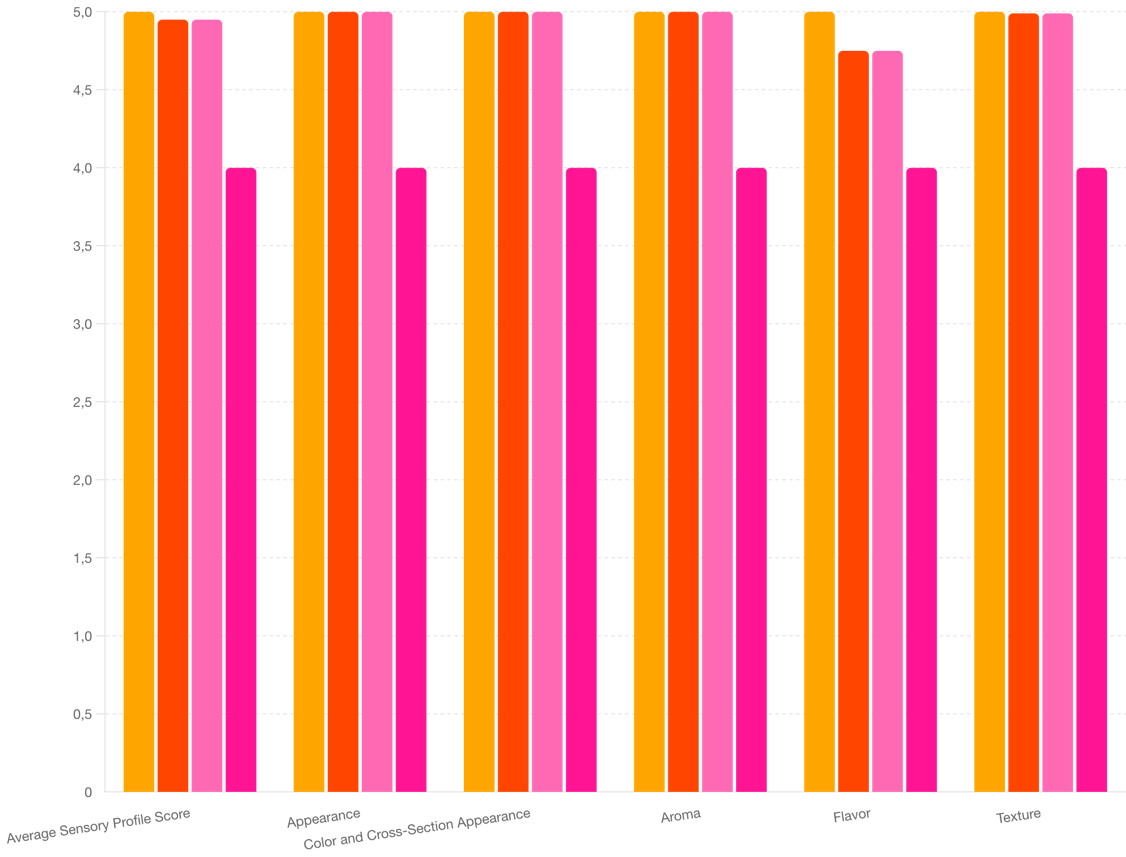 5,0
4,5
4,0
3,5
3,0
2,5
2,0
1,5
1,0
0,5
0
Average Sensory Profile Score
Appearance
Color and Cross-Section Appearance
Aroma
Flavor
Texture